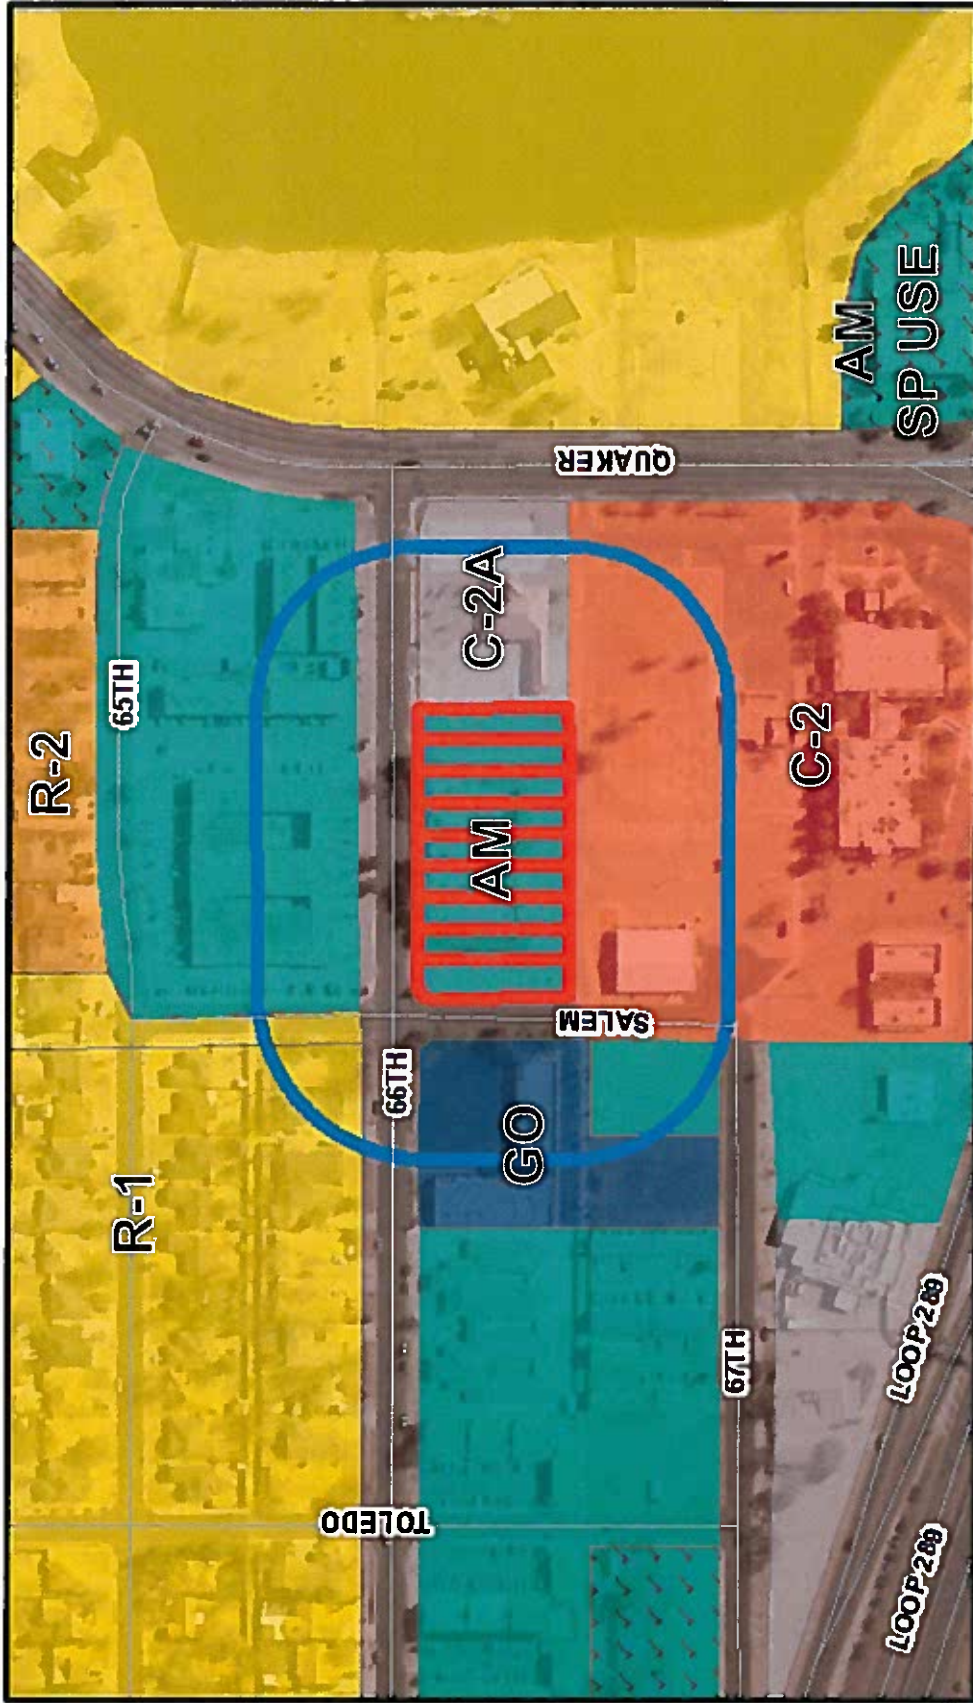 R-2
65TH
R-1
AM
SP USE
QUAKER
C-2A
AM
C-2
SALEM
66TH
GO
TOLEDO
67TH
LOOP 289
LOOP 289